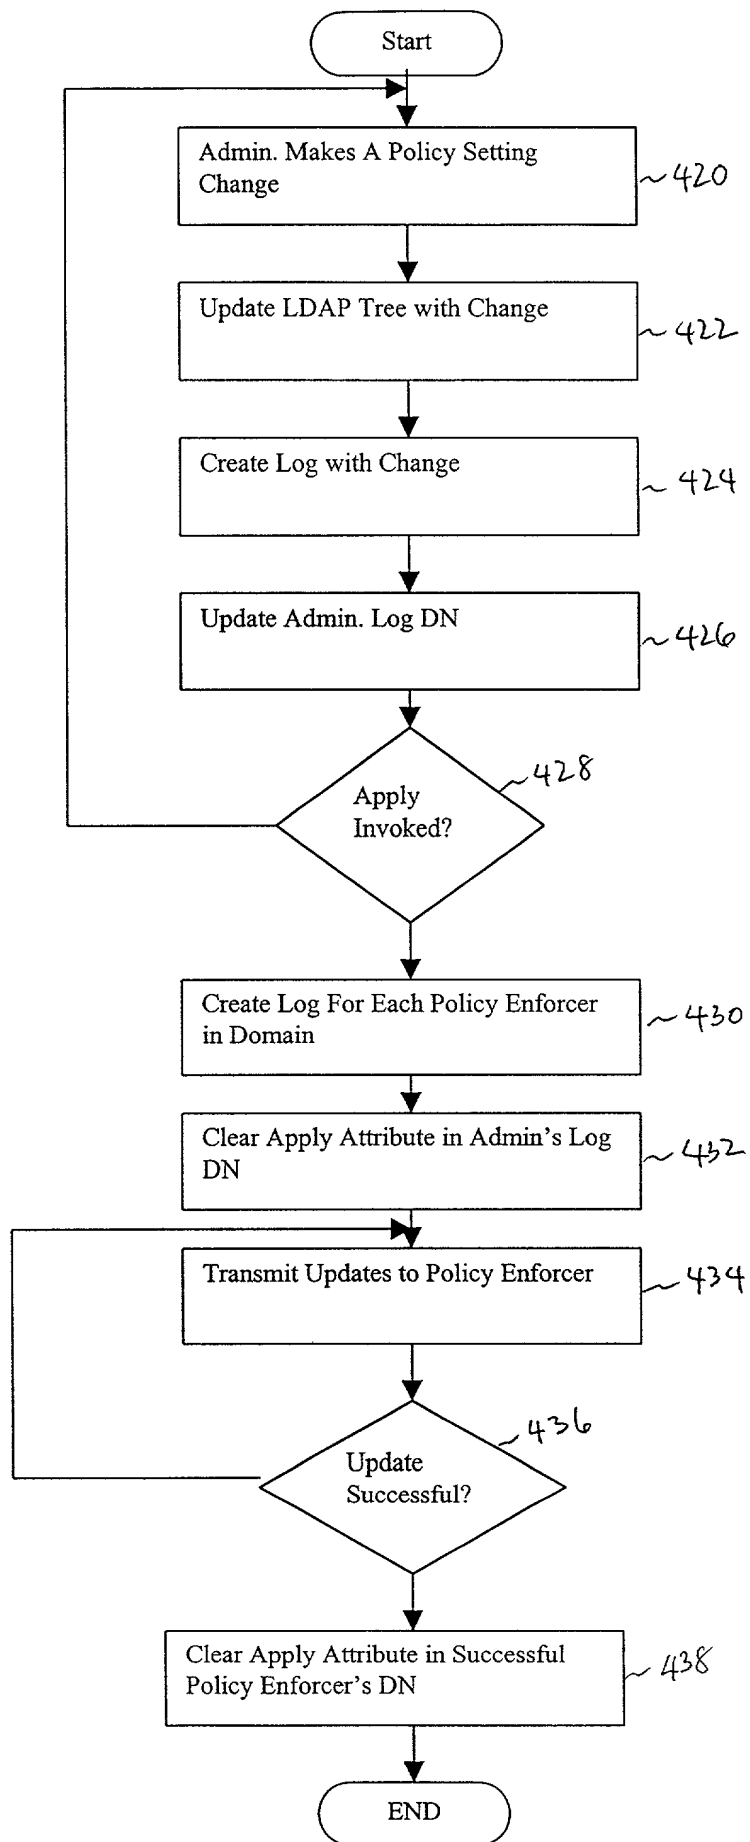 Start
Admin. Makes A Policy Setting
Change
~420
Update LDAP Tree with Change
~422
Create Log with Change
~424
Update Admin. Log DN
~426
428
Apply
Invoked?
Create Log For Each Policy Enforcer
in Domain
~430
Clear Apply Attribute in Admin's Log
DN
~432
Transmit Updates to Policy Enforcer
~434
436
Update
Successful?
Clear Apply Attribute in Successful
Policy Enforcer's DN
~438
END